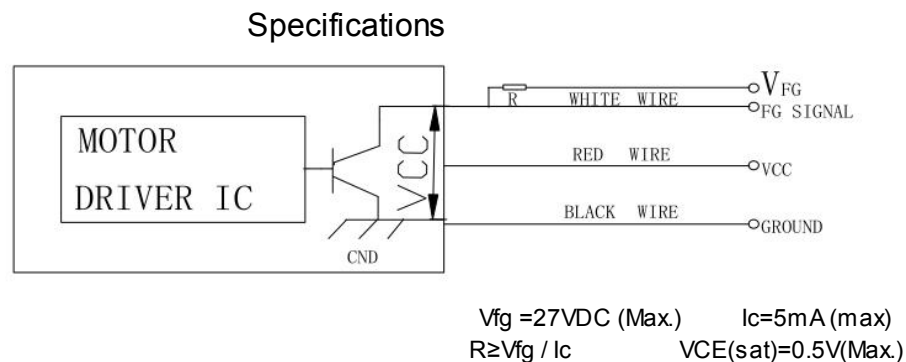 Specifications
V_FG
R WHITE WIRE
FG SIGNAL
MOTOR
DRIVER IC
VCC
RED WIRE
VCC
BLACK WIRE
GROUND
CND
Vfg =27VDC (Max.) Ic=5mA (max)
R≥Vfg / Ic VCE(sat)=0.5V(Max.)